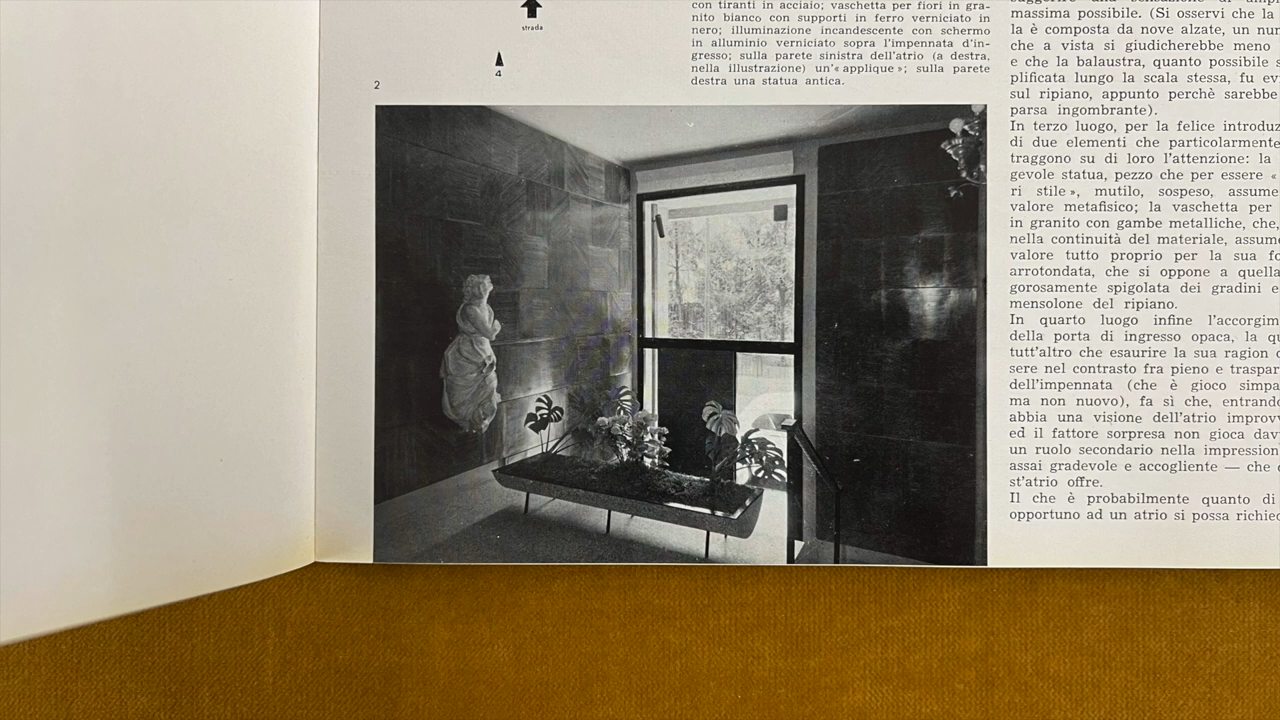 strada
4
2
con tiranti in acciaio; vaschetta per fiori in gra-
nito bianco con supporti in ferro verniciato in
nero; illuminazione incandescente con schermo
in alluminio verniciato sopra l'impennata d'in-
gresso; sulla parete sinistra dell'atrio (a destra,
nella illustrazione) un'« applique »; sulla parete
destra una statua antica.
massima possibile. (Si osservi che la
la è composta da nove alzate, un
che a vista si giudicherebbe meno
e che la balaustra, quanto possibile
plificata lungo la scala stessa, fu
sul ripiano, appunto perchè sarebbe
parsa ingombrante).
In terzo luogo, per la felice
di due elementi che particolarmente
traggono su di loro l'attenzione: la
gevole statua, pezzo che per essere «
ri stile », mutilo, sospeso,
valore metafisico; la vaschetta per
in granito con gambe metalliche, che,
nella continuità del materiale,
valore tutto proprio per la sua
arrotondata, che si oppone a quella
gorosamente spigolata dei gradini e
mensolone del ripiano.
In quarto luogo infine
della porta di ingresso opaca, la
tutt'altro che esaurire la sua ragion
sere nel contrasto fra pieno e
dell'impennata (che è gioco
ma non nuovo), fa sì che,
abbia una visione dell'atrio
ed il fattore sorpresa non gioca
un ruolo secondario nella
assai gradevole e accogliente — che
st'atrio offre.
Il che è probabilmente quanto di
opportuno ad un atrio si possa